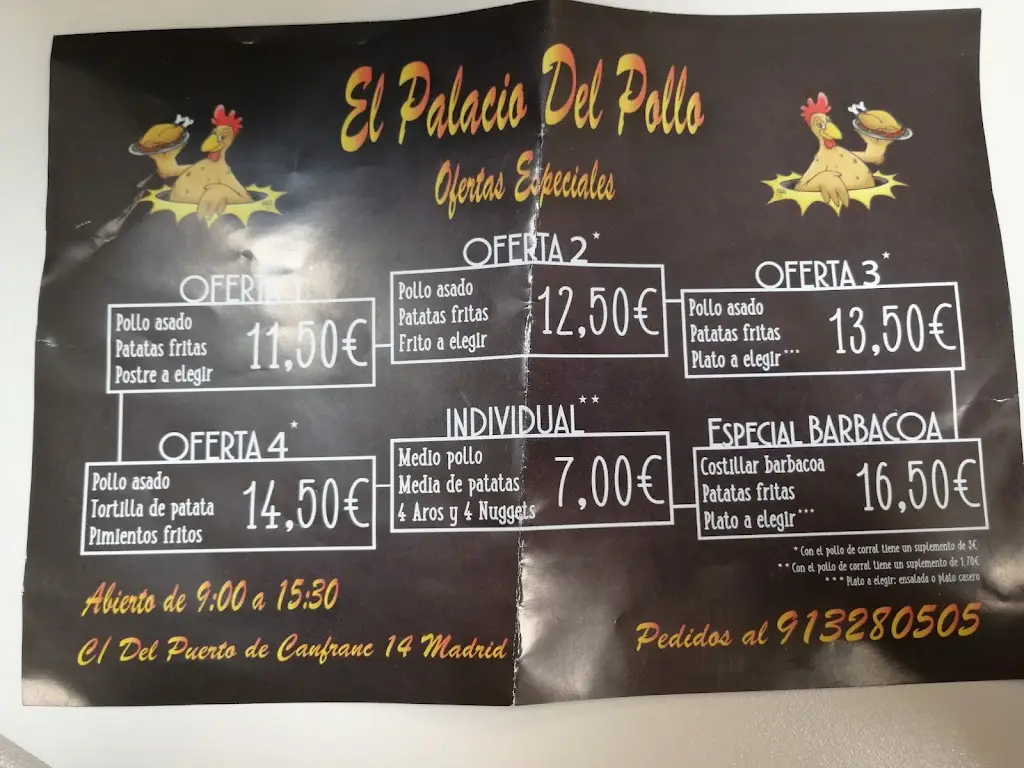 El Palacio Del Pollo
Ofertas Especiales
OFERTA 1*
Pollo asado
Patatas fritas
Postre a elegir
11,50€
OFERTA 2*
Pollo asado
Patatas fritas
Frito a elegir
12,50€
OFERTA 3*
Pollo asado
Patatas fritas
Plato a elegir***
13,50€
OFERTA 4*
Pollo asado
Tortilla de patata
Pimientos fritos
14,50€
INDIVIDUAL**
Medio pollo
Media de patatas
4 Aros y 4 Nuggets
7,00€
ESPECIAL BARBACOA
Costillar barbacoa
Patatas fritas
Plato a elegir***
16,50€
* Con el pollo de corral tiene un suplemento de 3€
** Con el pollo de corral tiene un suplemento de 1,70€
*** Plato a elegir: ensalada o plato casero
Abierto de 9:00 a 15:30
C/ Del Puerto de Canfranc 14 Madrid
Pedidos al 913280505